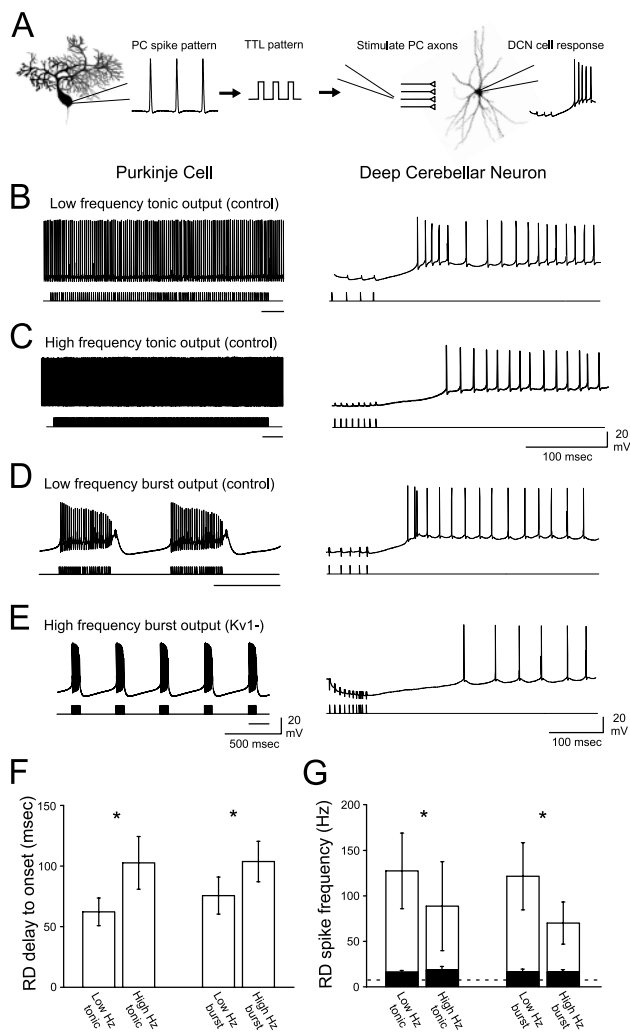 A
PC spike pattern
TTL pattern
Stimulate PC axons
DCN cell response
Purkinje Cell
Deep Cerebellar Neuron
B
Low frequency tonic output (control)
C
High frequency tonic output (control)
20
mV
100 msec
D
Low frequency burst output (control)
E
High frequency burst output (Kv1-)
20
mV
500 msec
20
mV
100 msec
F
G
RD delay to onset (msec)
150
100
50
0
*
*
Low Hz
tonic
High Hz
tonic
Low Hz
burst
High Hz
burst
RD spike frequency (Hz)
200
150
100
50
0
*
*
Low Hz
tonic
High Hz
tonic
Low Hz
burst
High Hz
burst